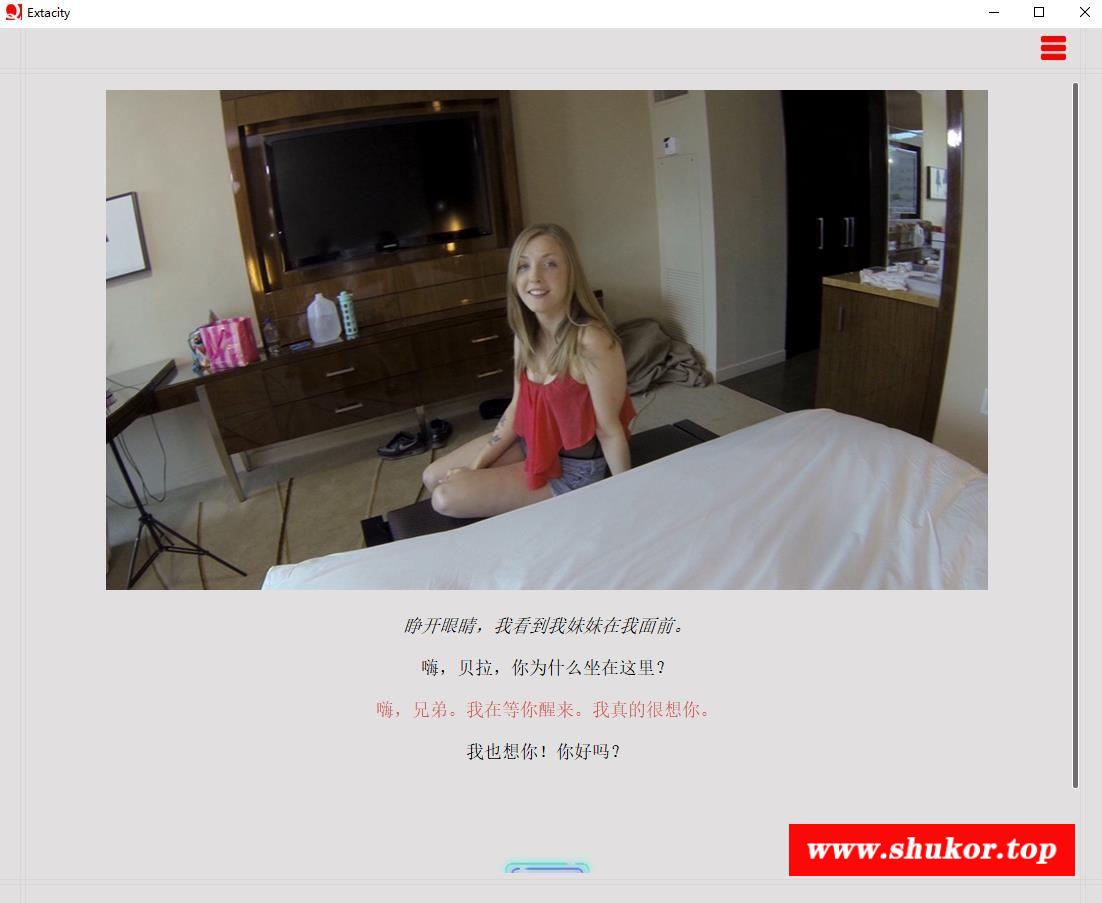 Extacity
睁开眼睛，我看到我妹妹在我面前。
嗨，贝拉，你为什么坐在这里？
嗨，兄弟。我在等你醒来。我真的很想你。
我也想你！你好吗？
www.shukor.top